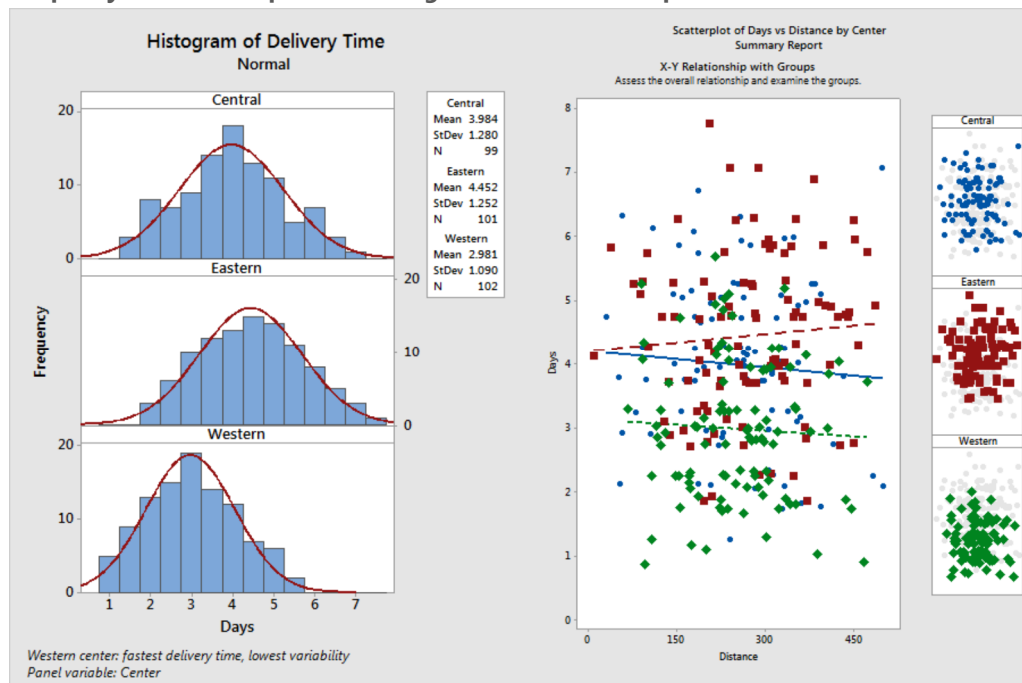 Histogram of Delivery Time
Normal
Central
20
10
0
Eastern
20
10
0
Western
20
10
0
1 2 3 4 5 6 7
Days
Frequency
Central
Mean 3.984
StDev 1.280
N 99
Eastern
Mean 4.452
StDev 1.252
N 101
Western
Mean 2.981
StDev 1.090
N 102
Western center: fastest delivery time, lowest variability
Panel variable: Center
Scatterplot of Days vs Distance by Center
Summary Report
X-Y Relationship with Groups
Assess the overall relationship and examine the groups.
8
7
6
5
4
3
2
1
0
Days
0 150 300 450
Distance
Central
Eastern
Western